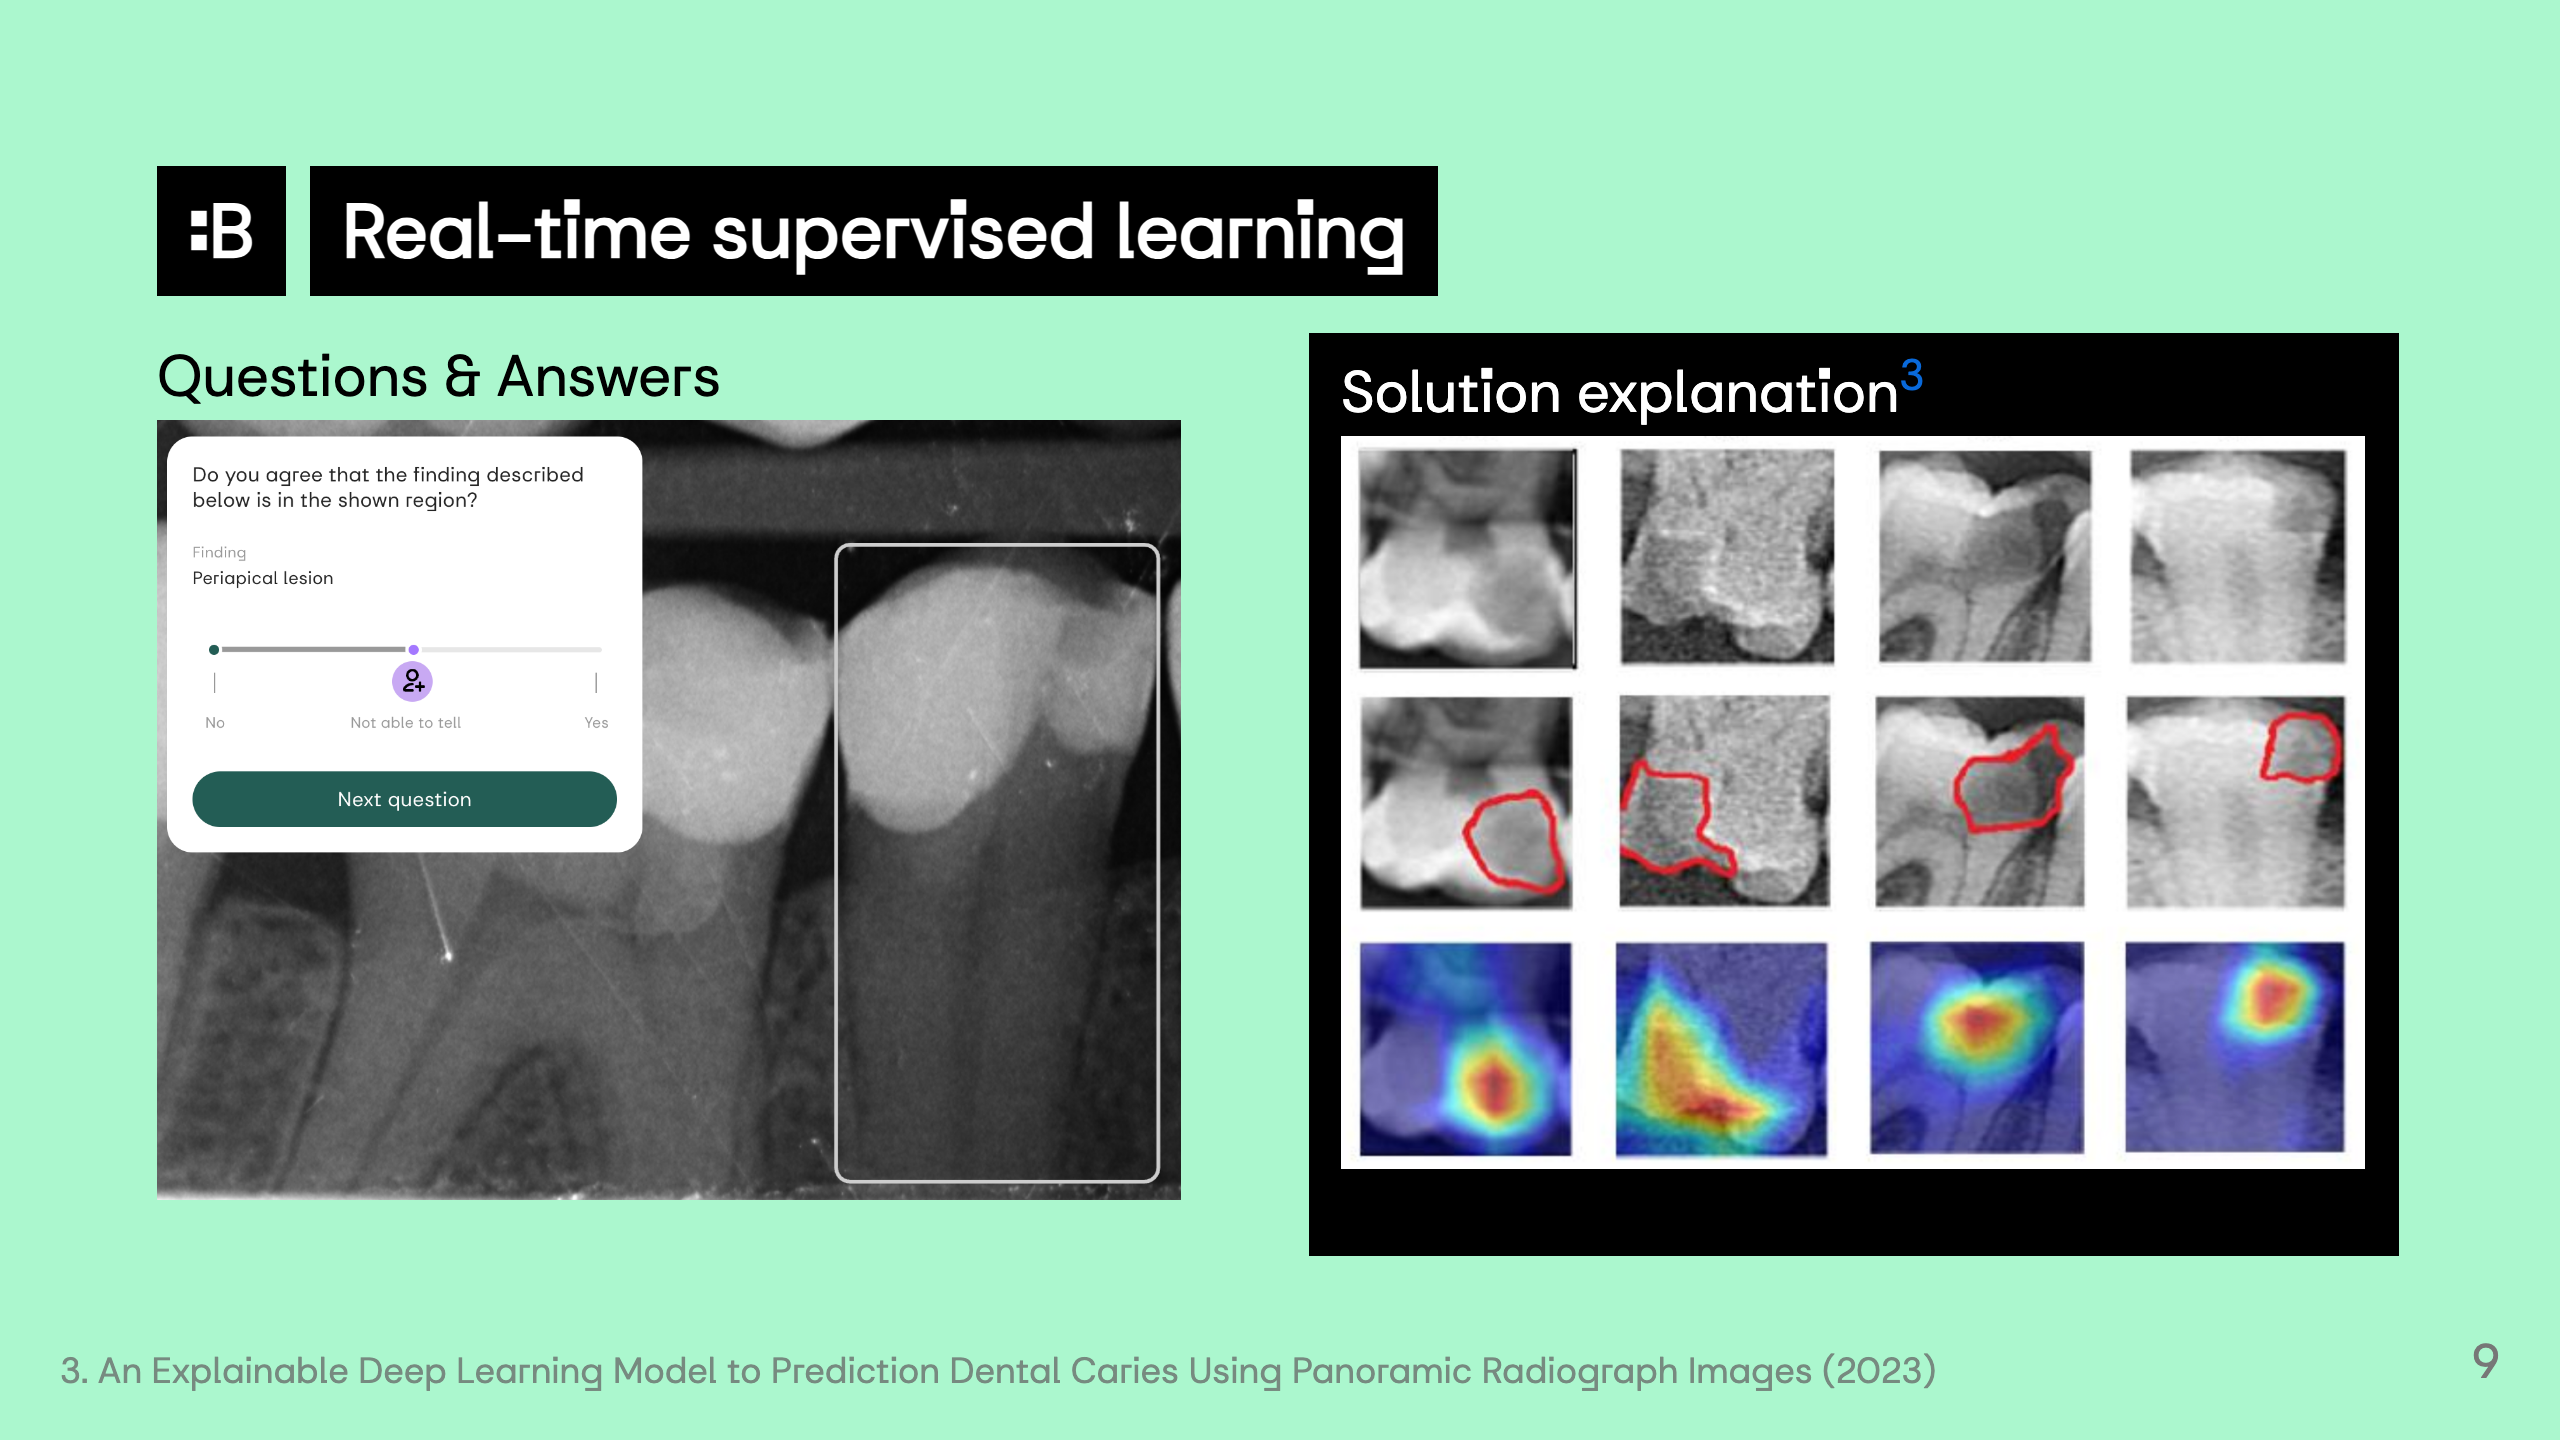 :B
Real-time supervised learning
Questions & Answers
Do you agree that the finding described
below is in the shown region?
Finding
Periapical lesion
No
Not able to tell
Yes
Next question
Solution explanation3
3. An Explainable Deep Learning Model to Prediction Dental Caries Using Panoramic Radiograph Images (2023)
9